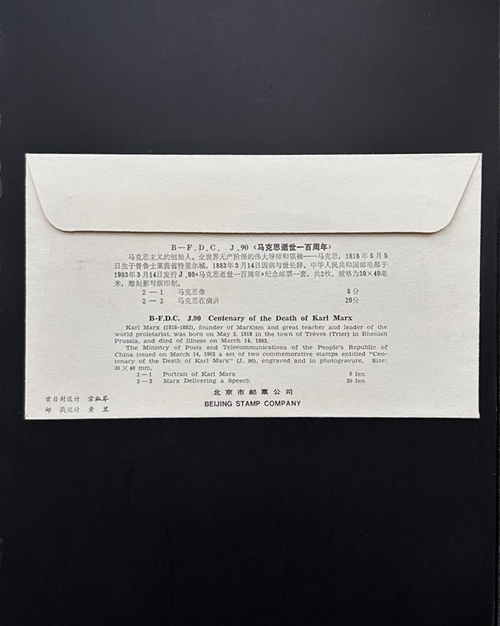 B—F.D.C. J.90 《马克思逝世一百周年》
马克思主义的创始人、全世界无产阶级的伟大导师和领袖——马克思，1818年5月5
日生于普鲁士莱茵省特里尔城，1883年3月14日因病与世长辞。中华人民共和国邮电部于
1983年3月14日发行J.90《马克思逝世一百周年》纪念邮票一套，共2枚，规格为30×40毫
米，雕刻影写版印制。
2—1 马克思像 8分
2—2 马克思在演讲 20分
B-F.D.C. J.90 Centenary of the Death of Karl Marx
Karl Marx (1818-1883), founder of Marxism and great teacher and leader of the
world proletariat, was born on May 5, 1818 in the town of Trèves (Trier) in Rhenish
Prussia, and died of illness on March 14, 1883.
The Ministry of Posts and Telecommunications of the People's Republic of
China issued on March 14, 1983 a set of two commemorative stamps entitled "Cen-
tenary of the Death of Karl Marx" (J. 90), engraved and in photogravure. Size:
30 × 40 mm.
2—1 Portrait of Karl Marx 8 fen
2—2 Marx Delivering a Speech 20 fen
首日封设计
邮戳设计 黄里
北京市邮票公司
BEIJING STAMP COMPANY